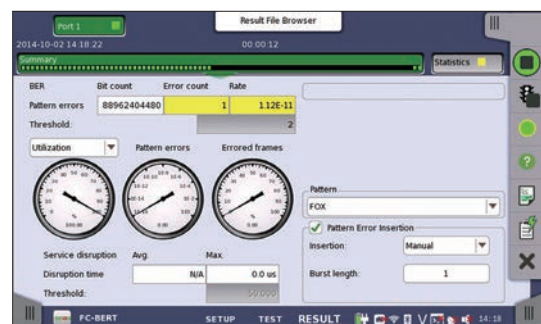 Port 1
Result File Browser
2014-10-02 14:18:22
00:00:12
Summary
Statistics
BER Bit count Error count Rate
Pattern errors 88962404480 1 1.12E-11
Threshold: 2
Utilization Pattern errors Errored frames
Pattern
FOX
Pattern Error Insertion
Insertion: Manual
Burst length: 1
Service disruption Avg. Max.
Disruption time N/A 0.0 us
Threshold: 50.000
FC-BERT SETUP TEST RESULT 14:18